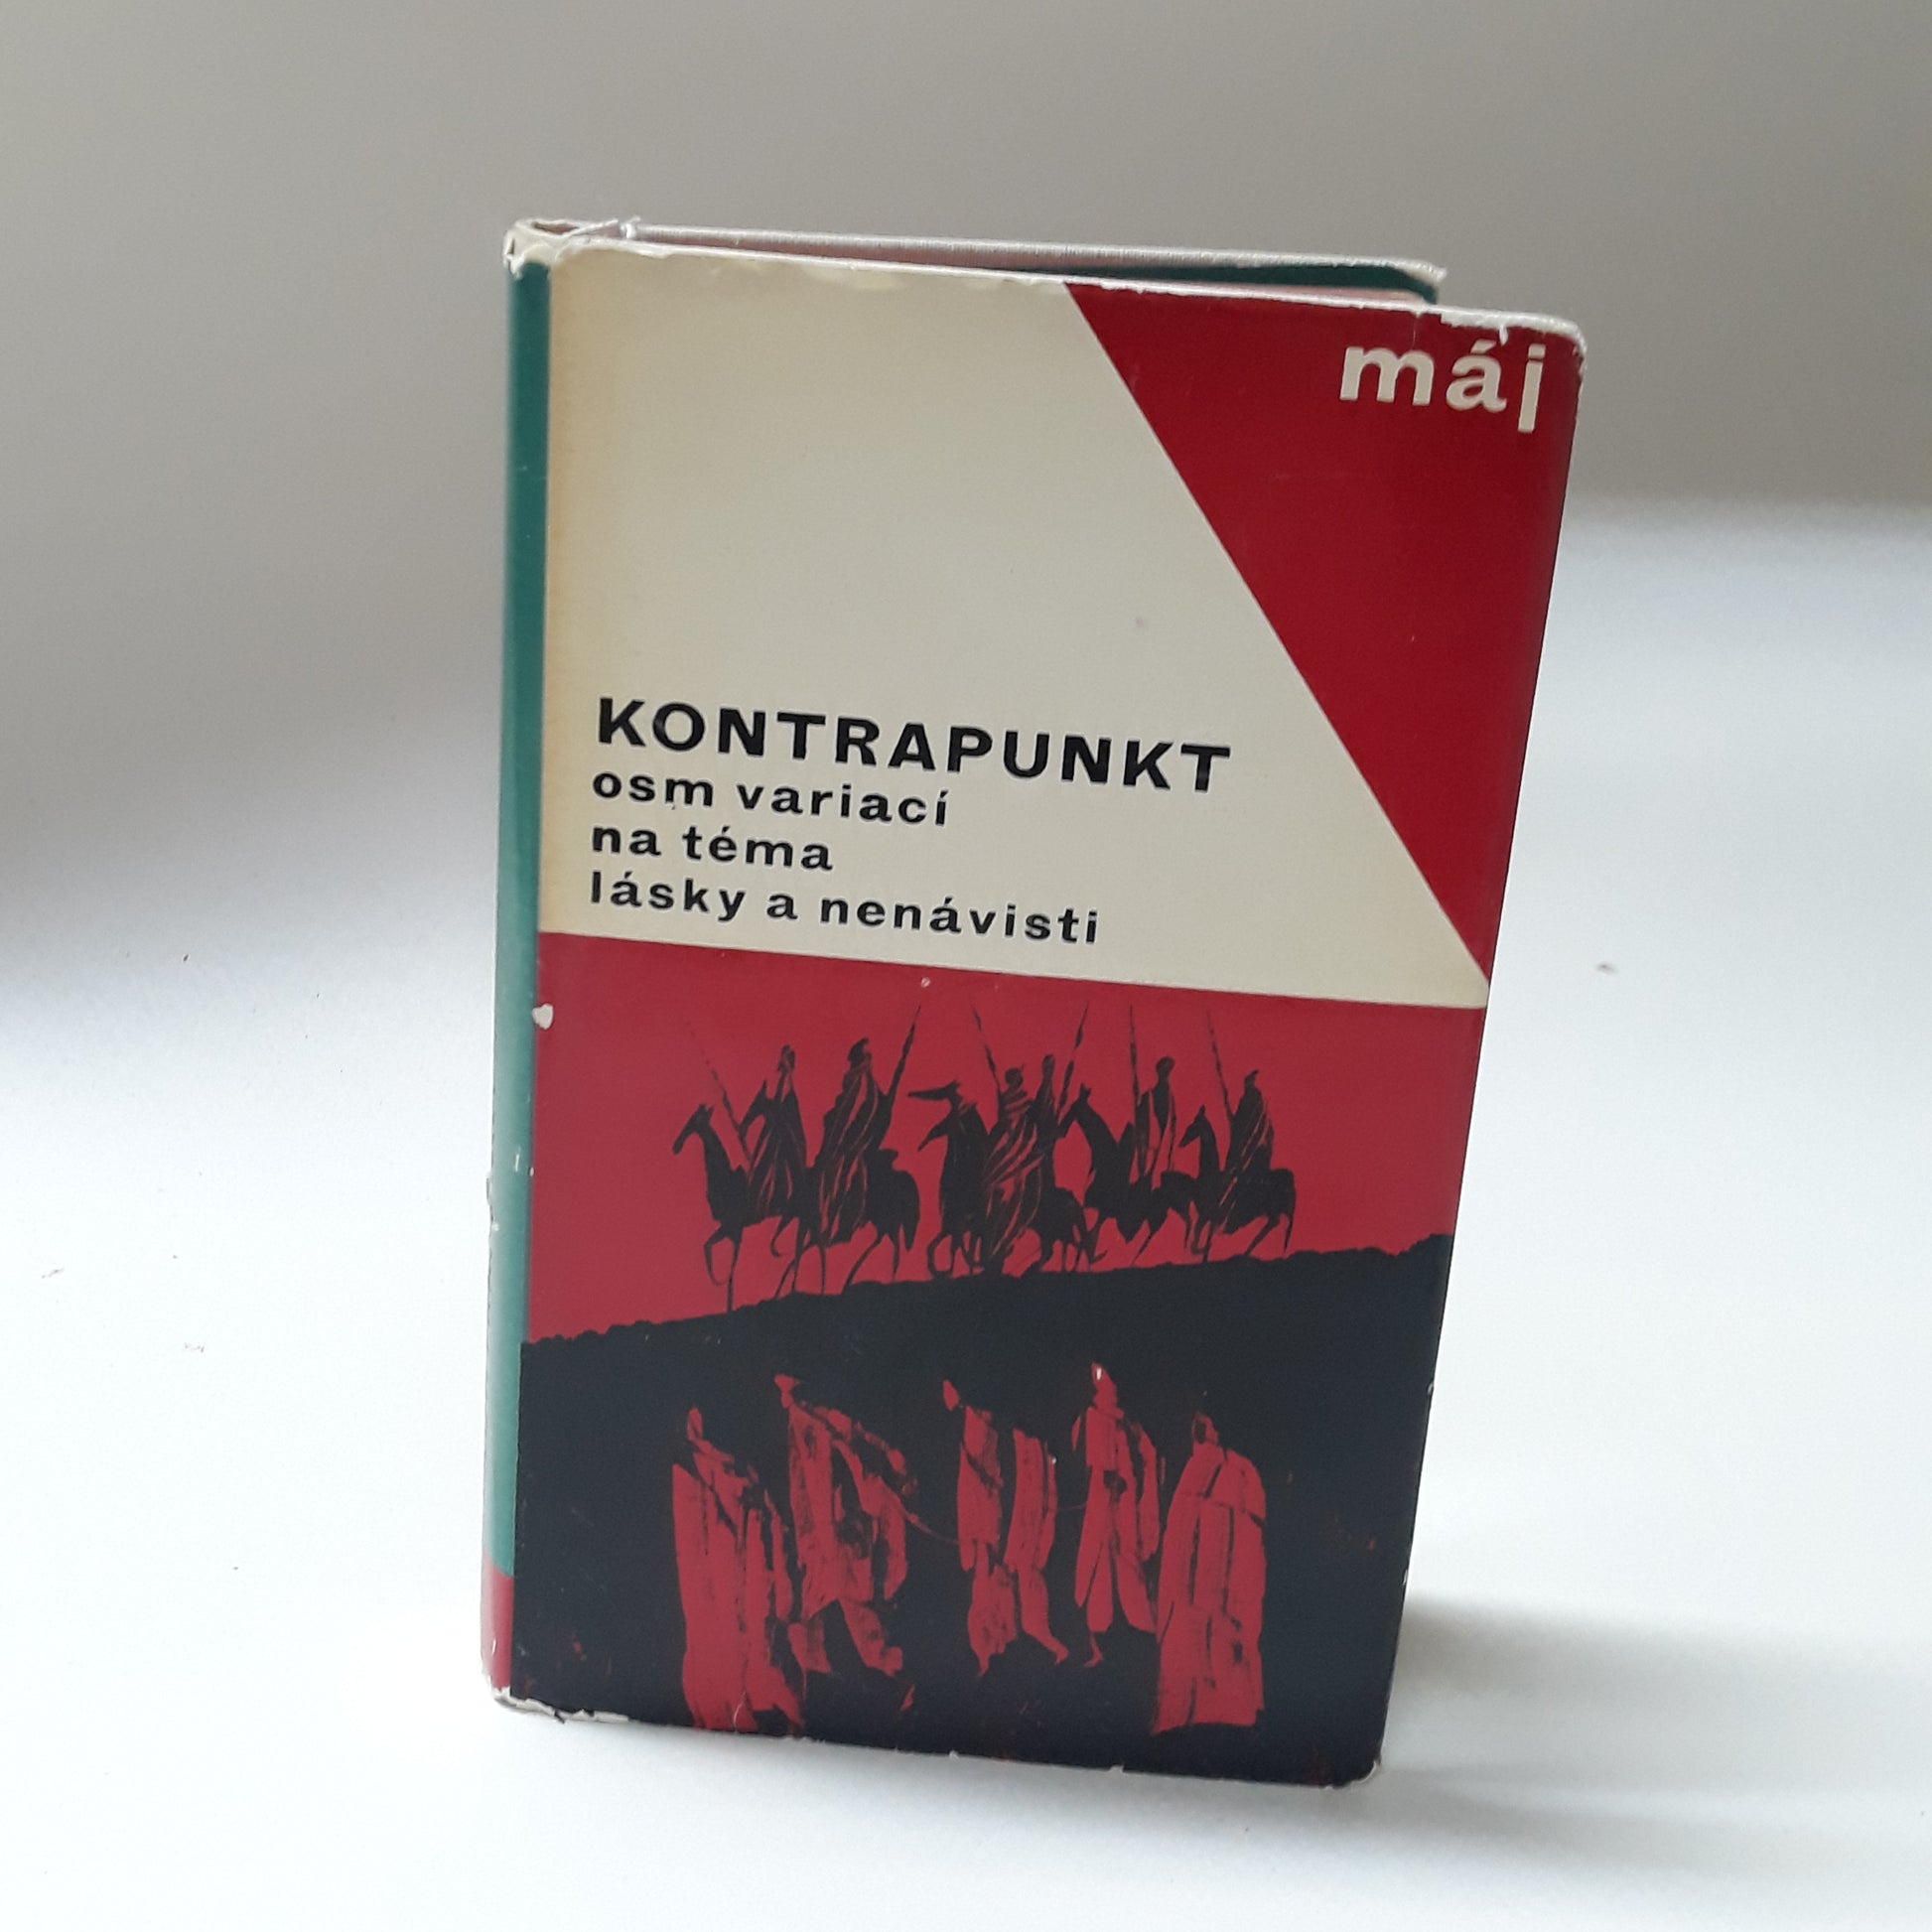 máj
KONTRAPUNKT
osm variací
na téma
lásky a nenávisti